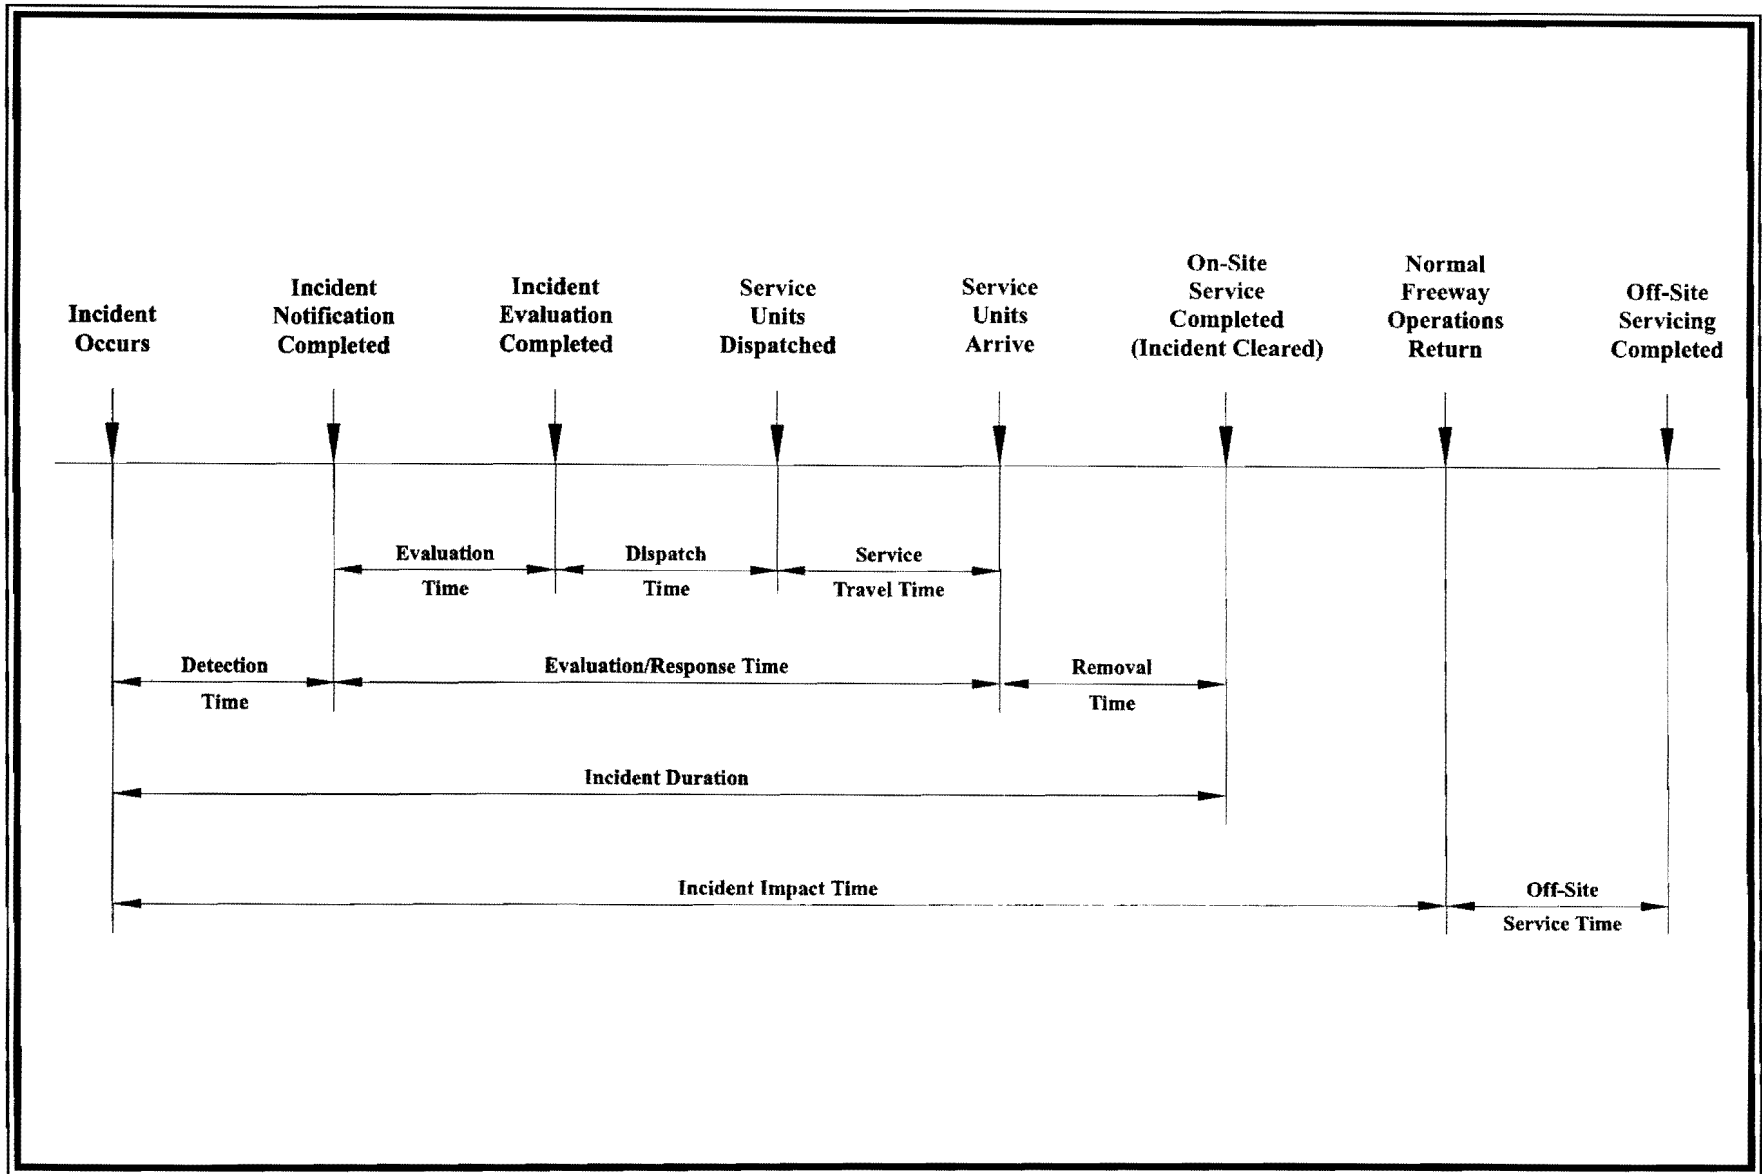 Incident
Occurs
Incident
Notification
Completed
Incident
Evaluation
Completed
Service
Units
Dispatched
Service
Units
Arrive
On-Site
Service
Completed
(Incident Cleared)
Normal
Freeway
Operations
Return
Off-Site
Servicing
Completed
Evaluation
Time
Dispatch
Time
Service
Travel Time
Detection
Time
Evaluation/Response Time
Removal
Time
Incident Duration
Incident Impact Time
Off-Site
Service Time